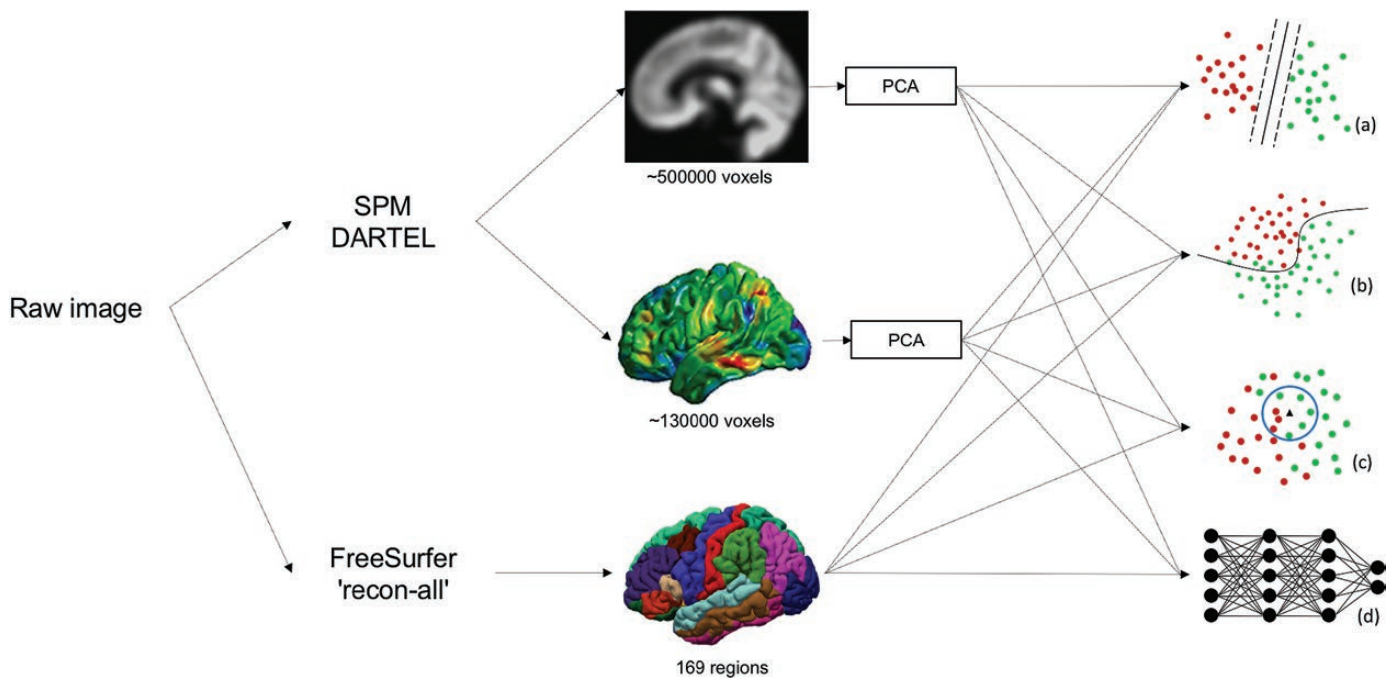 Raw image
SPM
DARTEL
FreeSurfer
'recon-all'
~500000 voxels
~130000 voxels
169 regions
PCA
PCA
(a)
(b)
(c)
(d)